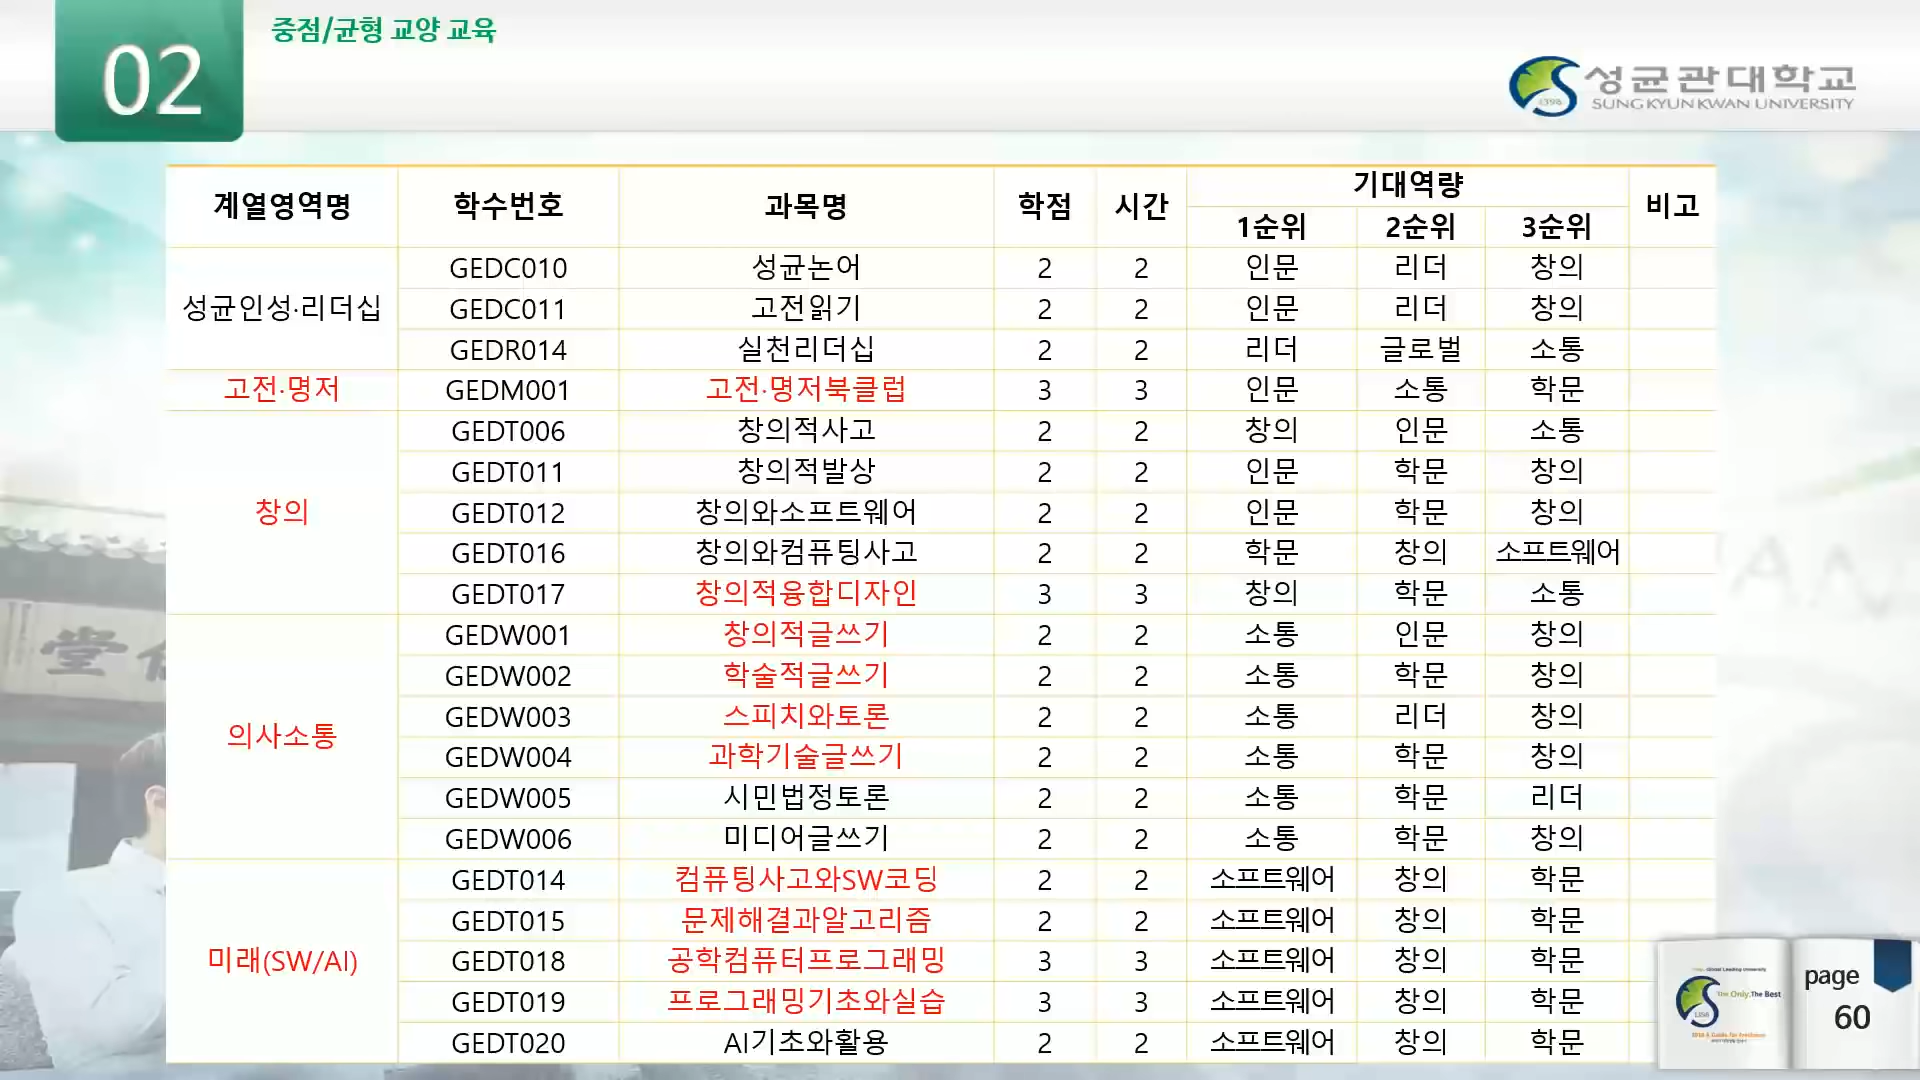 02
중점/균형 교양 교육
성균관대학교
SUNG KYUN KWAN UNIVERSITY
계열영역명 학수번호 과목명 학점 시간 기대역량 비고
1순위 2순위 3순위
성균인성·리더십
GEDC010 성균논어 2 2 인문 리더 창의
GEDC011 고전읽기 2 2 인문 리더 창의
GEDR014 실천리더십 2 2 리더 글로벌 소통
고전·명저 GEDM001 고전·명저북클럽 3 3 인문 소통 학문
창의
GEDT006 창의적사고 2 2 창의 인문 소통
GEDT011 창의적발상 2 2 인문 학문 창의
GEDT012 창의와소프트웨어 2 2 인문 학문 창의
GEDT016 창의와컴퓨팅사고 2 2 학문 창의 소프트웨어
GEDT017 창의적융합디자인 3 3 창의 학문 소통
의사소통
GEDW001 창의적글쓰기 2 2 소통 인문 창의
GEDW002 학술적글쓰기 2 2 소통 학문 창의
GEDW003 스피치와토론 2 2 소통 리더 창의
GEDW004 과학기술글쓰기 2 2 소통 학문 창의
GEDW005 시민법정토론 2 2 소통 학문 리더
GEDW006 미디어글쓰기 2 2 소통 학문 창의
미래(SW/AI)
GEDT014 컴퓨팅사고와SW코딩 2 2 소프트웨어 창의 학문
GEDT015 문제해결과알고리즘 2 2 소프트웨어 창의 학문
GEDT018 공학컴퓨터프로그래밍 3 3 소프트웨어 창의 학문
GEDT019 프로그래밍기초와실습 3 3 소프트웨어 창의 학문
GEDT020 AI기초와활용 2 2 소프트웨어 창의 학문
The Only, The Best
1398
page
60